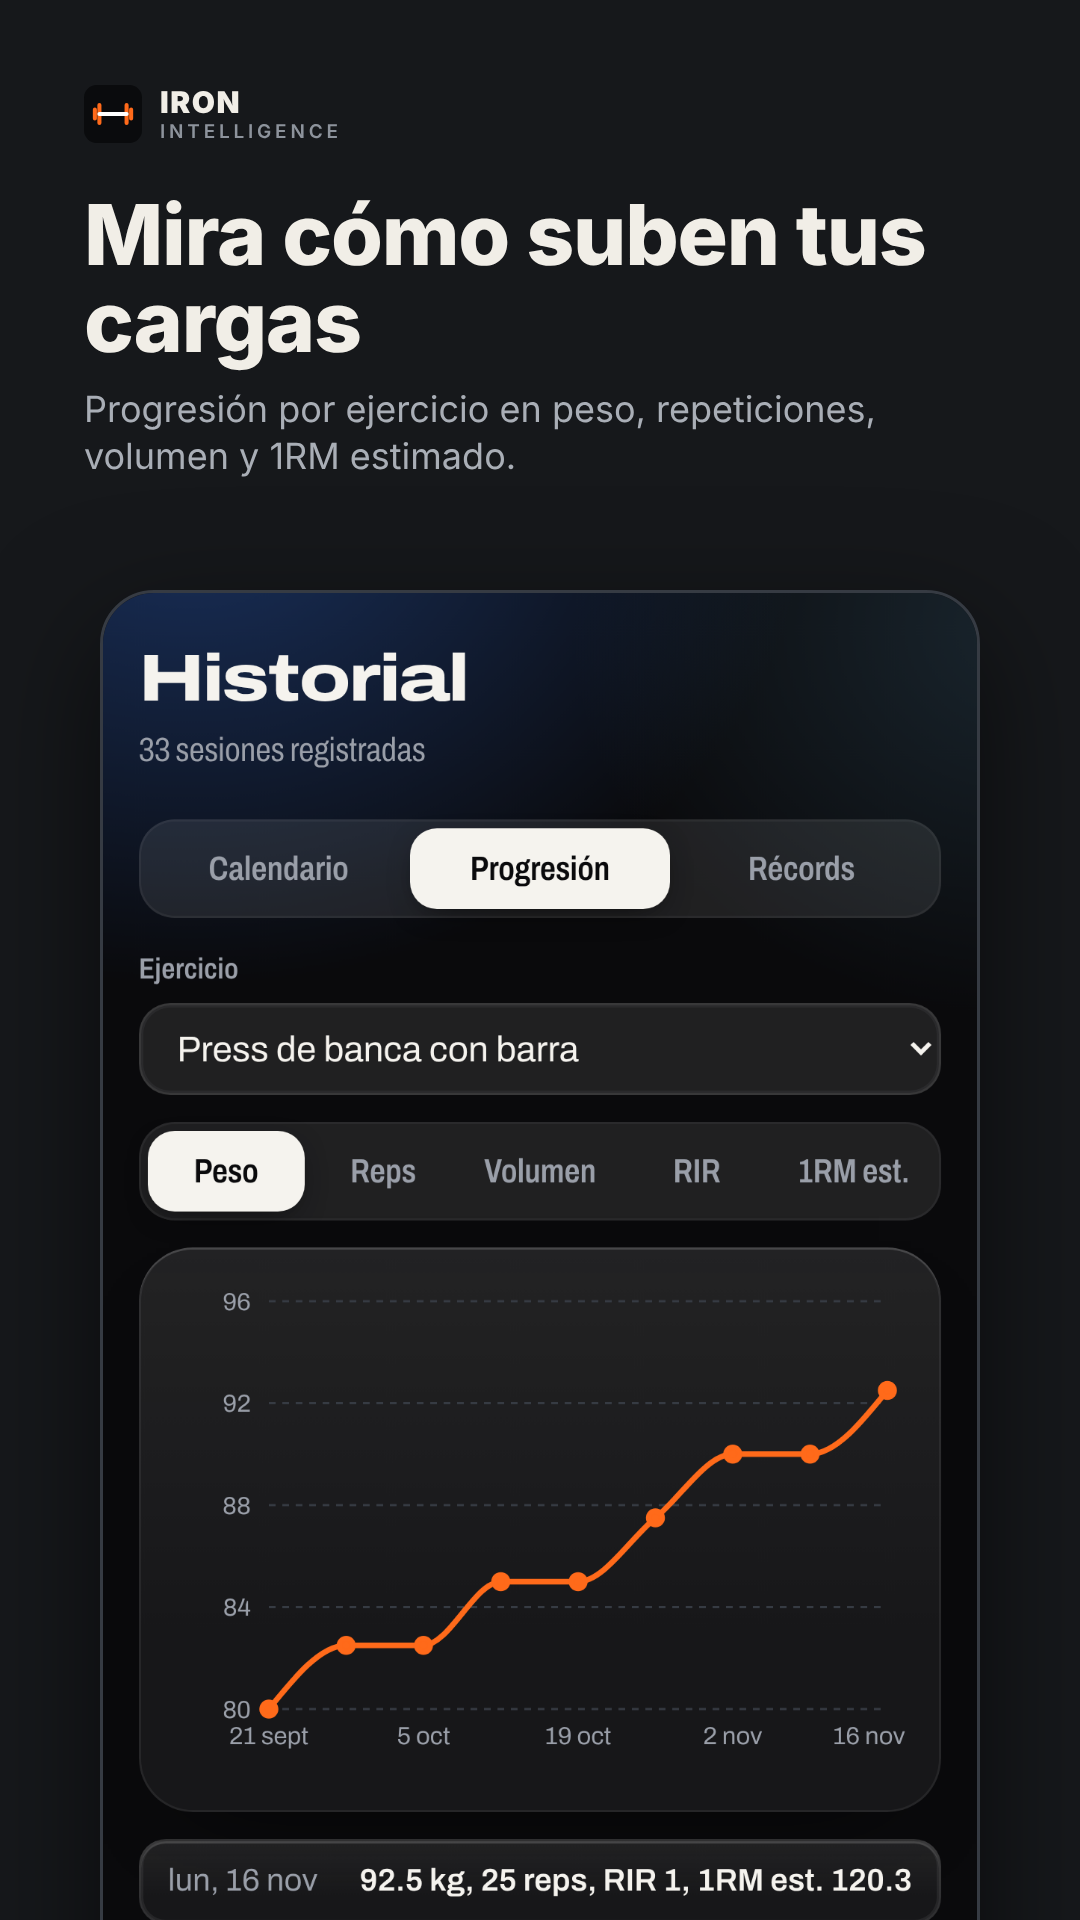 IRON
INTELLIGENCE
Mira cómo suben tus
cargas
Progresión por ejercicio en peso, repeticiones,
volumen y 1RM estimado.
Historial
33 sesiones registradas
Calendario Progresión Récords
Ejercicio
Press de banca con barra
Peso Reps Volumen RIR 1RM est.
96
92
88
84
80
21 sept 5 oct 19 oct 2 nov 16 nov
lun, 16 nov 92.5 kg, 25 reps, RIR 1, 1RM est. 120.3